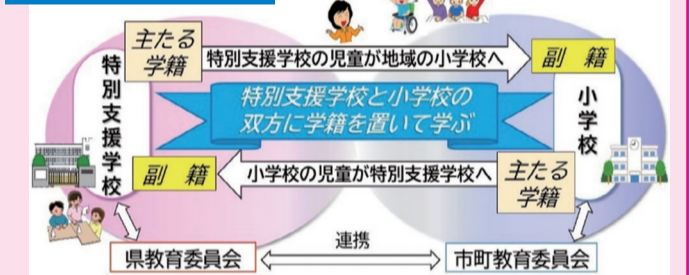 主たる
学籍
特別支援学校の児童が地域の小学校へ
副　籍
特別支援学校
特別支援学校と小学校の
双方に学籍を置いて学ぶ
小学校
副　籍
小学校の児童が特別支援学校へ
主たる
学籍
県教育委員会
連携
市町教育委員会